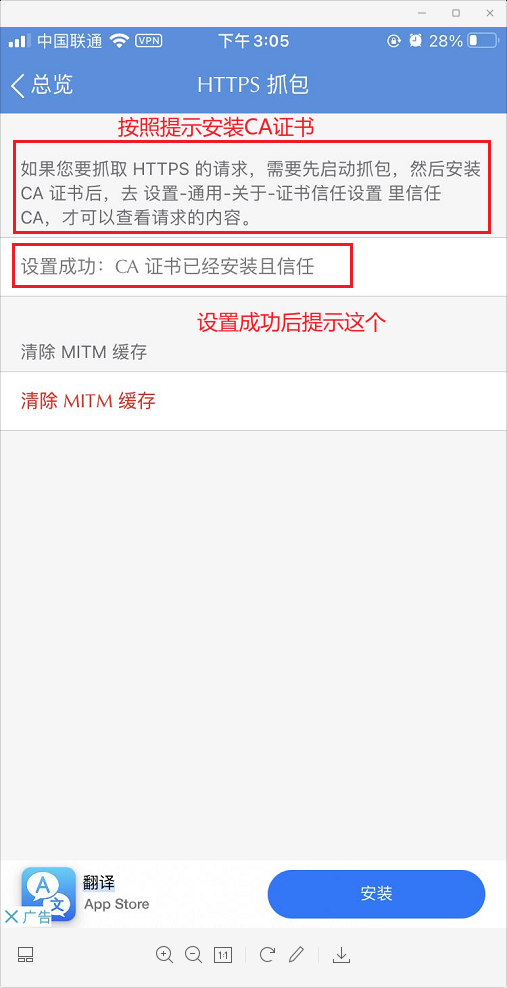 中国联通 VPN 下午3:05 28%
总览 HTTPS 抓包
按照提示安装CA证书
如果您要抓取 HTTPS 的请求，需要先启动抓包，然后安装
CA 证书后，去 设置-通用-关于-证书信任设置 里信任
CA，才可以查看请求的内容。
设置成功：CA 证书已经安装且信任
设置成功后提示这个
清除 MITM 缓存
清除 MITM 缓存
翻译
App Store
安装
广告
1:1